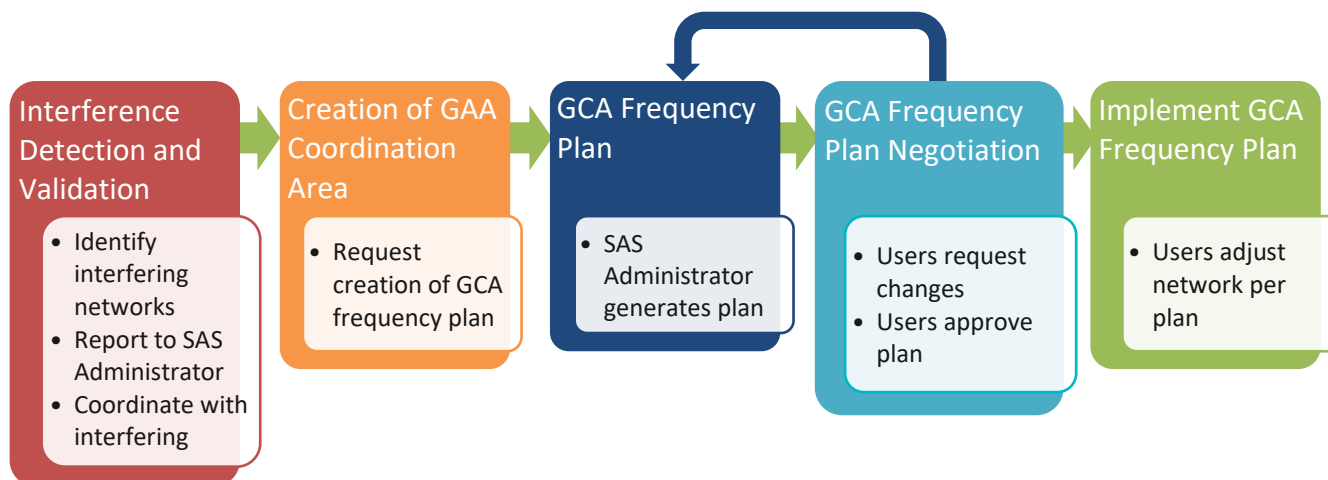 Interference
Detection and
Validation
• Identify
interfering
networks
• Report to SAS
Administrator
• Coordinate with
interfering
Creation of GAA
Coordination
Area
• Request
creation of GCA
frequency plan
GCA Frequency
Plan
• SAS
Administrator
generates plan
GCA Frequency
Plan Negotiation
• Users request
changes
• Users approve
plan
Implement GCA
Frequency Plan
• Users adjust
network per
plan